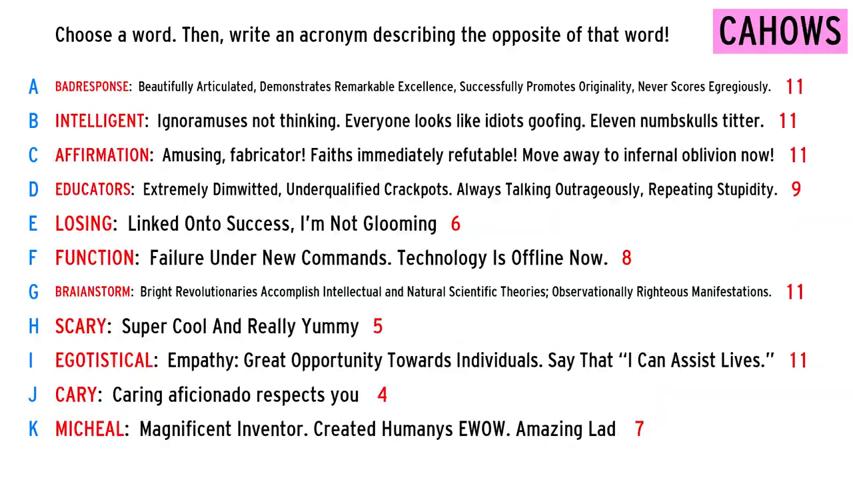 Choose a word. Then, write an acronym describing the opposite of that word!
CAHOWS
A BADRESPONSE: Beautifully Articulated, Demonstrates Remarkable Excellence, Successfully Promotes Originality, Never Scores Egregiously. 11
B INTELLIGENT: Ignoramuses not thinking. Everyone looks like idiots goofing. Eleven numbskulls titter. 11
C AFFIRMATION: Amusing, fabricator! Faiths immediately refutable! Move away to infernal oblivion now! 11
D EDUCATORS: Extremely Dimwitted, Underqualified Crackpots. Always Talking Outrageously, Repeating Stupidity. 9
E LOSING: Linked Onto Success, I'm Not Glooming 6
F FUNCTION: Failure Under New Commands. Technology Is Offline Now. 8
G BRAIANSTORM: Bright Revolutionaries Accomplish Intellectual and Natural Scientific Theories; Observationally Righteous Manifestations. 11
H SCARY: Super Cool And Really Yummy 5
I EGOTISTICAL: Empathy: Great Opportunity Towards Individuals. Say That “I Can Assist Lives.” 11
J CARY: Caring aficionado respects you 4
K MICHEAL: Magnificent Inventor. Created Humanys EWOW. Amazing Lad 7